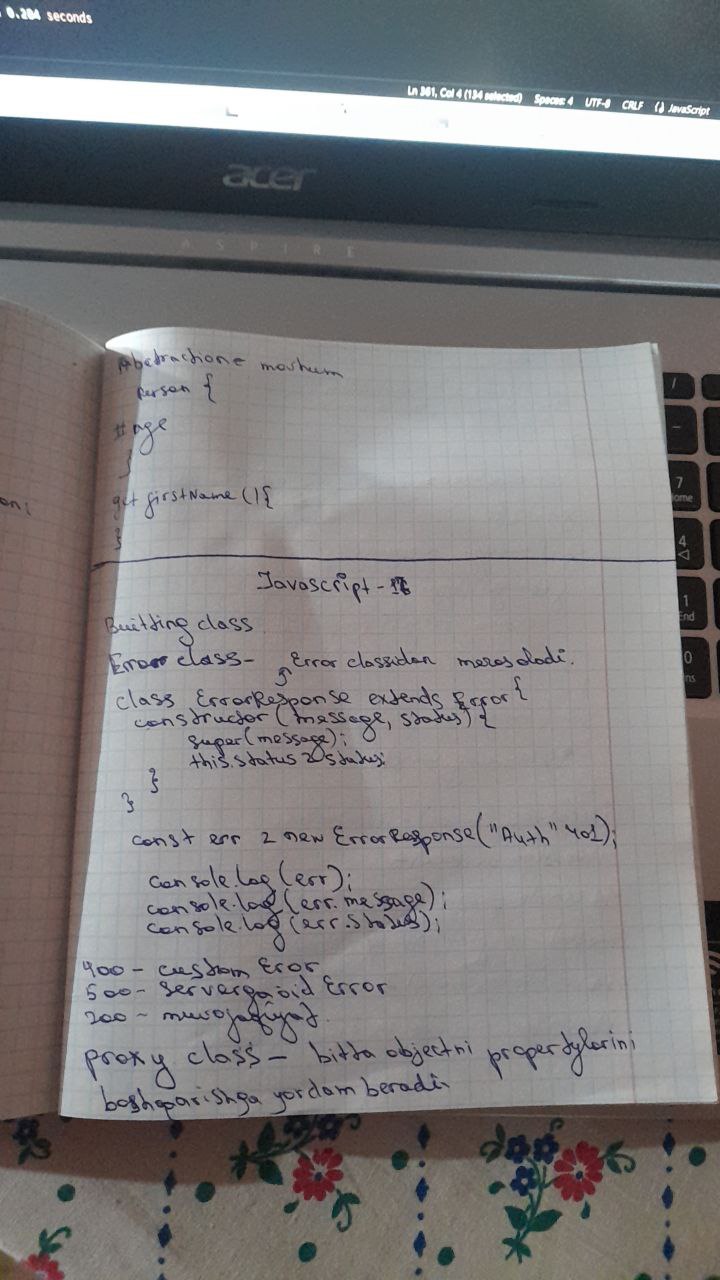 0.204 seconds
Ln 361, Col 4 (134 selected) Spaces: 4 UTF-8 CRLF {} JavaScript
acer
ASPIRE
Abstractione mavhum
Person {
#age
}
get firstName () {
}
Javascript - 16
Buitting class
Error class - Error classidan meros oladi.
class ErrorResponse extends Error {
constructor (message, status) {
super(message);
this.status = status;
}
}
const err = new ErrorResponse("Auth" 401);
console.log (err);
console.log (err.message);
console.log (err.status);
400 - custom Eror
500 - serverga oid Error
200 -
proxy class - bitta objectni propertylarini
boshqarishga yordam beradi
/
-
7
Home
4
1
End
0
Ins